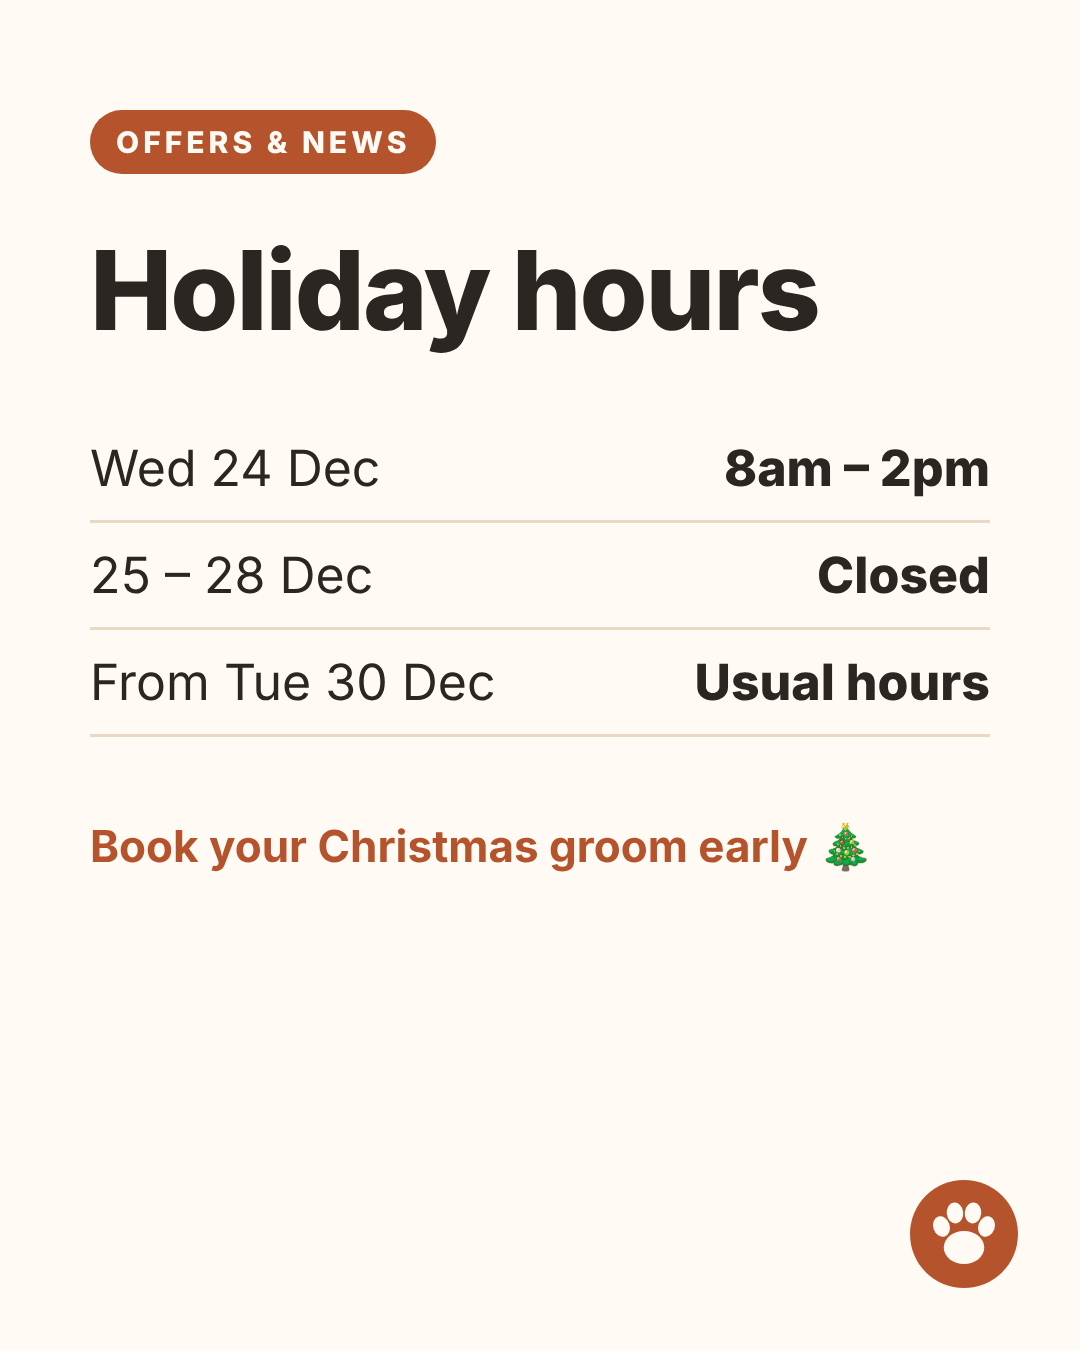 OFFERS & NEWS
Holiday hours
Wed 24 Dec 8am – 2pm
25 – 28 Dec Closed
From Tue 30 Dec Usual hours
Book your Christmas groom early 🎄